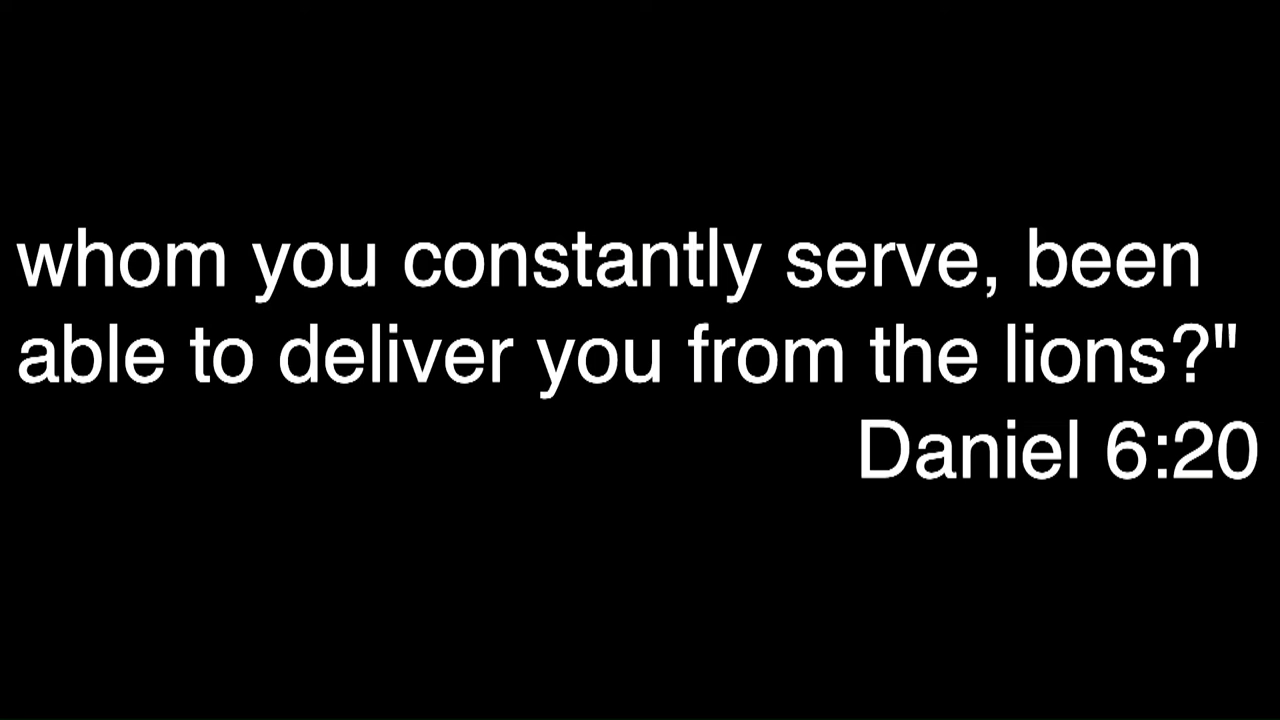 whom you constantly serve, been
able to deliver you from the lions?"
Daniel 6:20